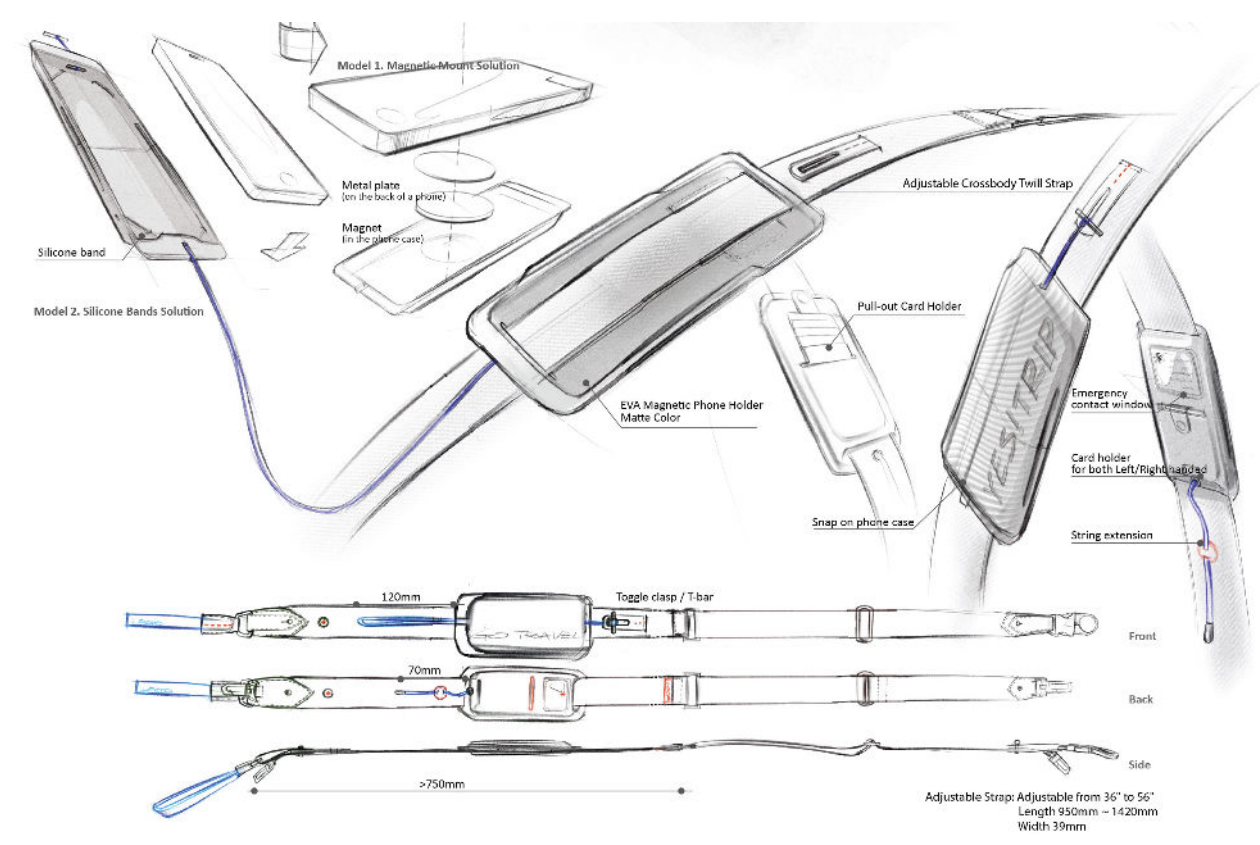 Model 1. Magnetic Mount Solution
Metal plate
(on the back of a phone)
Magnet
(in the phone case)
Adjustable Crossbody Twill Strap
Silicone band
Model 2. Silicone Bands Solution
Pull-out Card Holder
EVA Magnetic Phone Holder
Matte Color
YESITRIP
Emergency
contact window
Card holder
for both Left/Right handed
Snap on phone case
String extension
120mm
Toggle clasp / T-bar
GO TRAVEL
Front
70mm
Back
Side
>750mm
Adjustable Strap: Adjustable from 36" to 56"
Length 950mm ~ 1420mm
Width 39mm